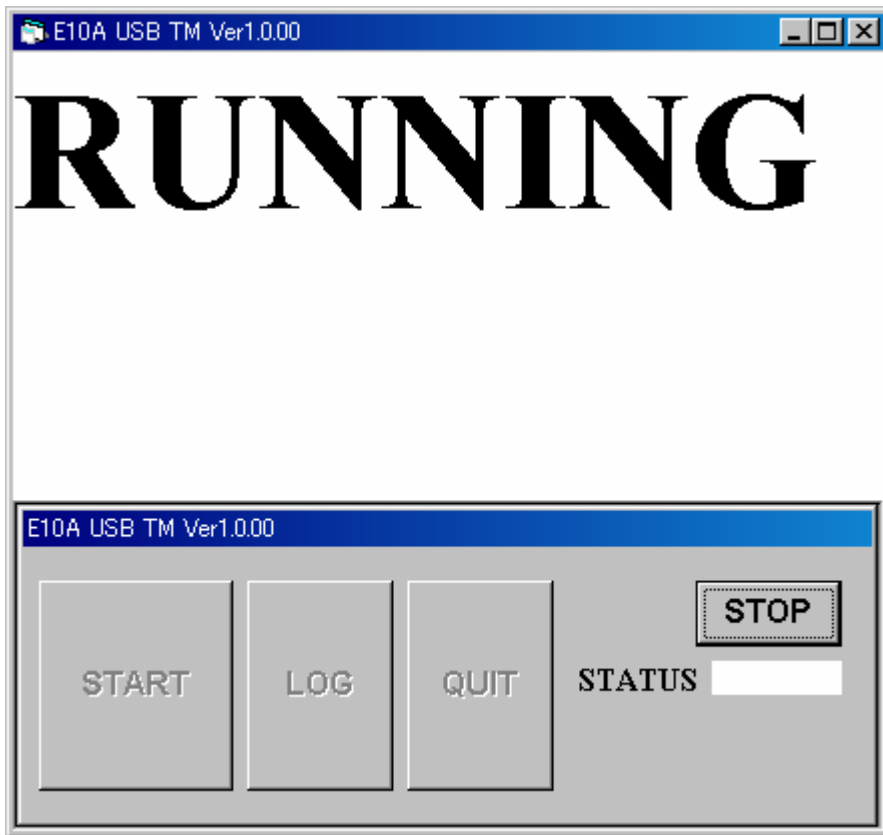 E10A USB TM Ver1.0.00
RUNNING
E10A USB TM Ver1.0.00
START LOG QUIT STOP
STATUS